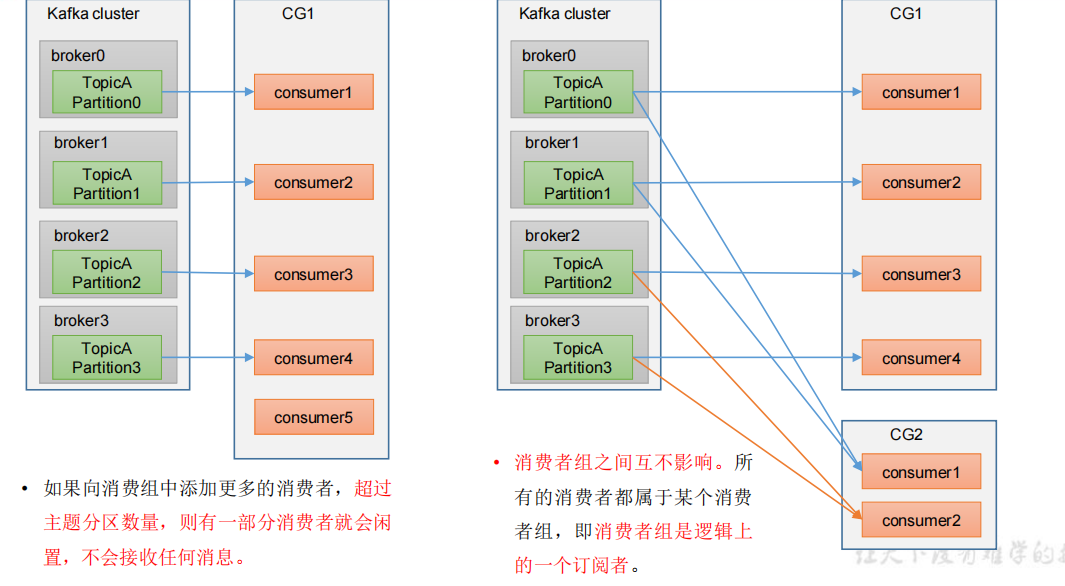 Kafka cluster
broker0
TopicA
Partition0
broker1
TopicA
Partition1
broker2
TopicA
Partition2
broker3
TopicA
Partition3
CG1
consumer1
consumer2
consumer3
consumer4
consumer5
• 如果向消费组中添加更多的消费者，超过
主题分区数量，则有一部分消费者就会闲
置，不会接收任何消息。
Kafka cluster
broker0
TopicA
Partition0
broker1
TopicA
Partition1
broker2
TopicA
Partition2
broker3
TopicA
Partition3
CG1
consumer1
consumer2
consumer3
consumer4
CG2
consumer1
consumer2
• 消费者组之间互不影响。所
有的消费者都属于某个消费
者组，即消费者组是逻辑上
的一个订阅者。